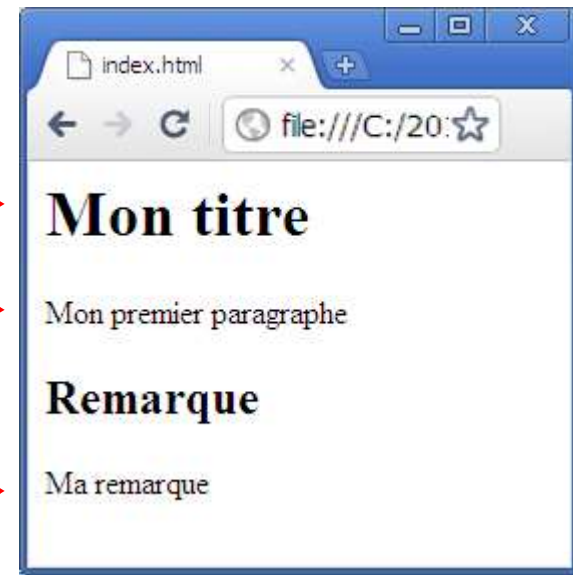 index.html
file:///C:/20
Mon titre
Mon premier paragraphe
Remarque
Ma remarque